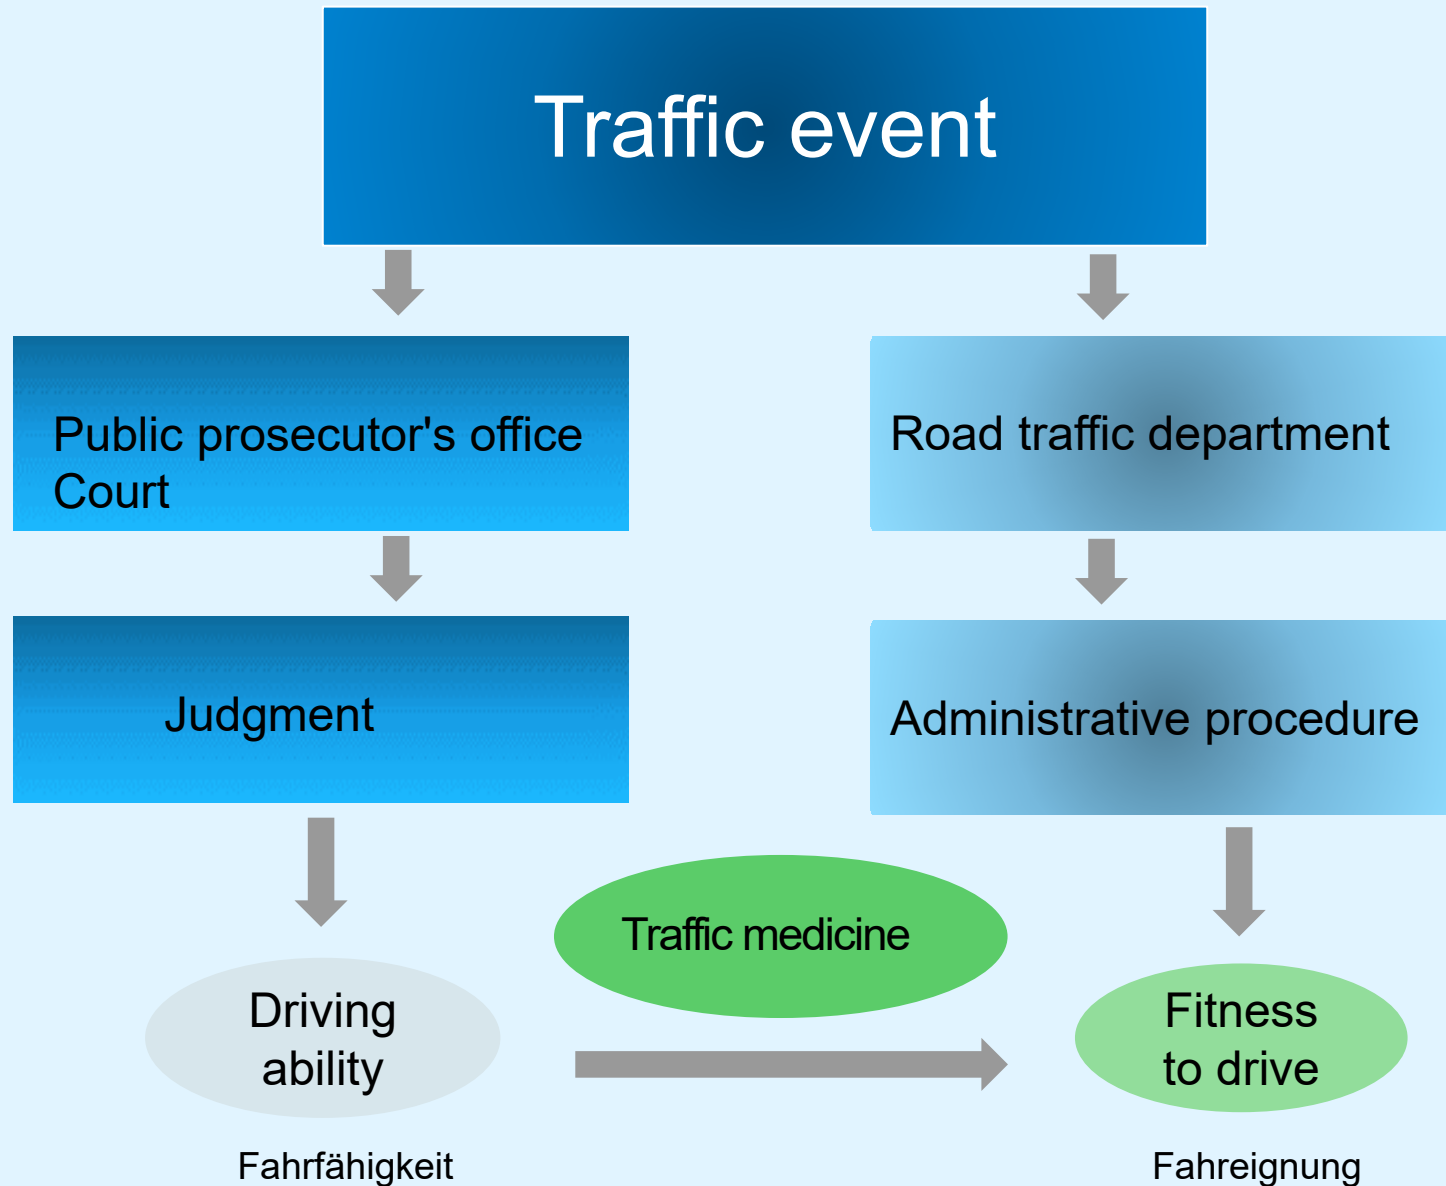 Traffic event
Public prosecutor's office
Court
Road traffic department
Judgment
Administrative procedure
Traffic medicine
Driving
ability
Fitness
to drive
Fahrfähigkeit
Fahreignung